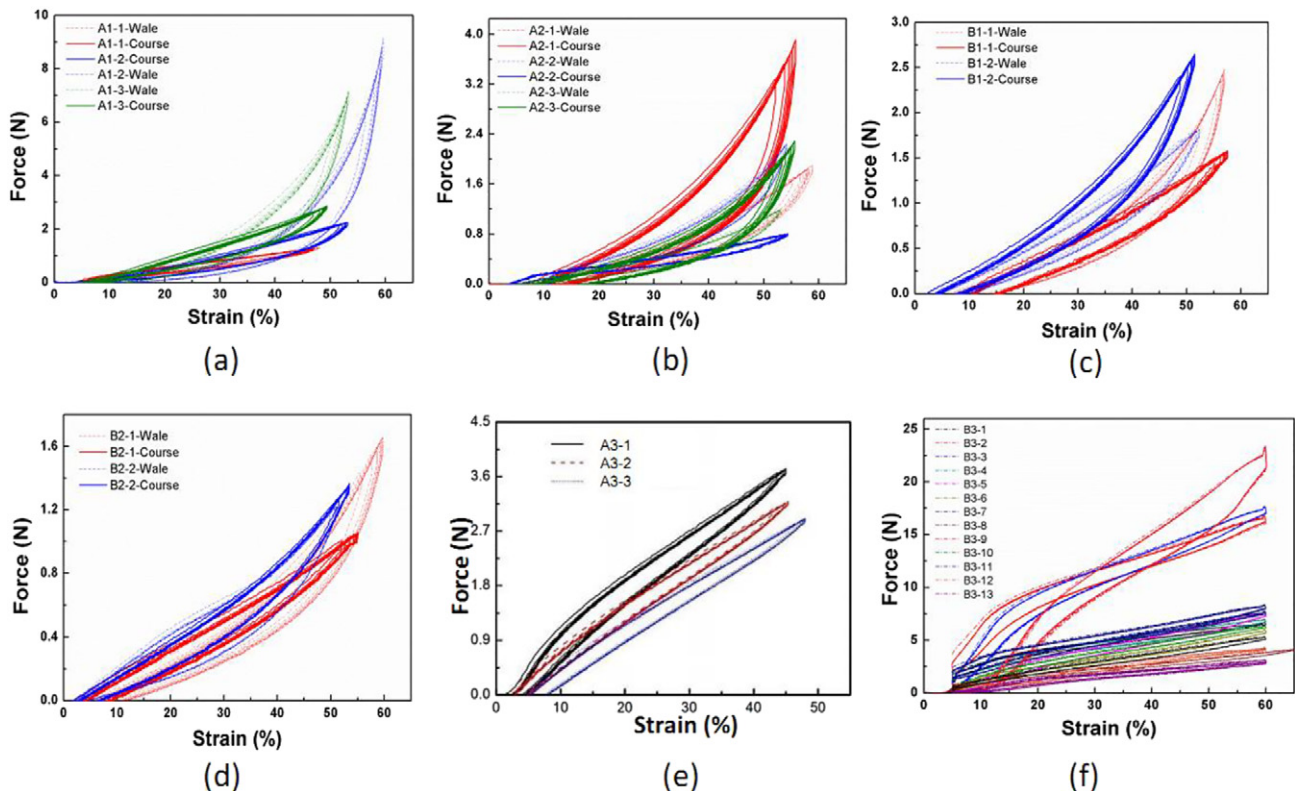 10
8
6
4
2
0
Force (N)
A1-1-Wale
A1-1-Course
A1-2-Course
A1-2-Wale
A1-3-Wale
A1-3-Course
0 10 20 30 40 50 60
Strain (%)
(a)
4.0
3.2
2.4
1.6
0.8
0.0
Force (N)
A2-1-Wale
A2-1-Course
A2-2-Wale
A2-2-Course
A2-3-Wale
A2-3-Course
0 10 20 30 40 50 60
Strain (%)
(b)
3.0
2.5
2.0
1.5
1.0
0.5
0.0
Force (N)
B1-1-Wale
B1-1-Course
B1-2-Wale
B1-2-Course
0 10 20 30 40 50 60
Strain (%)
(c)
1.6
1.2
0.8
0.4
0.0
Force (N)
B2-1-Wale
B2-1-Course
B2-2-Wale
B2-2-Course
0 10 20 30 40 50 60
Strain (%)
(d)
4.5
3.6
2.7
1.8
0.9
0.0
Force (N)
A3-1
A3-2
A3-3
0 10 20 30 40 50
Strain (%)
(e)
25
20
15
10
5
0
Force (N)
B3-1
B3-2
B3-3
B3-4
B3-5
B3-6
B3-7
B3-8
B3-9
B3-10
B3-11
B3-12
B3-13
0 10 20 30 40 50 60
Strain (%)
(f)